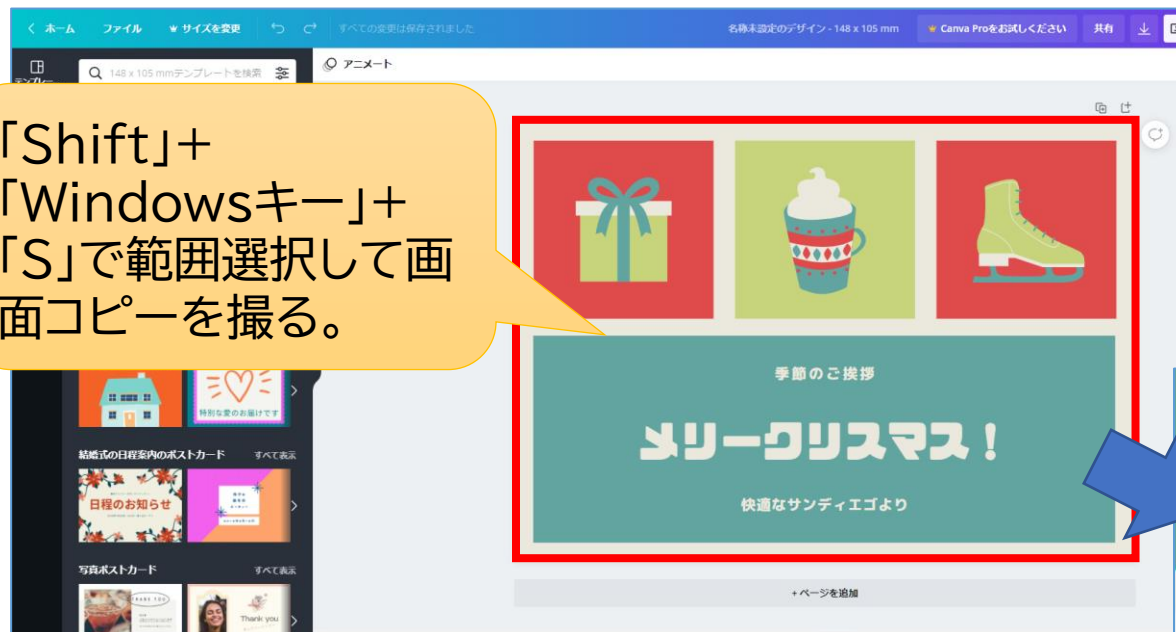 ホーム ファイル サイズを変更 すべての変更は保存されました 名称未設定のデザイン - 148 x 105 mm Canva Proをお試しください 共有
148 x 105 mmテンプレートを検索 アニメート
「Shift」+
「Windowsキー」+
「S」で範囲選択して画
面コピーを撮る。
季節のご挨拶
メリークリスマス！
快適なサンディエゴより
特別な愛のお届けです
結婚式の日程案内のポストカード すべて表示
日程のお知らせ
写真ポストカード すべて表示
THANK YOU
Thank you
+ ページを追加